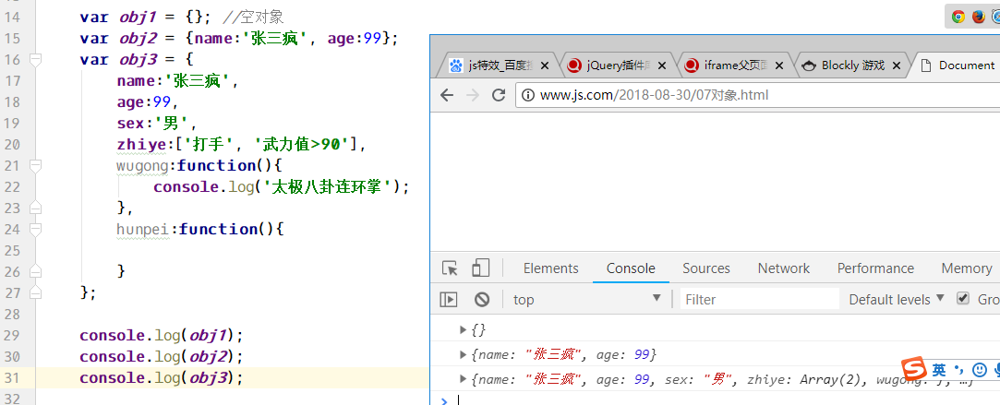 14 var obj1 = {}; //空对象
15 var obj2 = {name:'张三疯', age:99};
16 var obj3 = {
17 name:'张三疯',
18 age:99,
19 sex:'男',
20 zhiye:['打手', '武力值>90'],
21 wugong:function(){
22 console.log('太极八卦连环掌');
23 },
24 hunpei:function(){
25
26 }
27 };
28
29 console.log(obj1);
30 console.log(obj2);
31 console.log(obj3);
32
js特效_百度 jQuery插件 iframe父页 Blockly 游戏 Document
www.js.com/2018-08-30/07对象.html
Elements Console Sources Network Performance Memory
top Filter Default levels Gro
{}
{name: "张三疯", age: 99}
{name: "张三疯", age: 99, sex: "男", zhiye: Array(2), wugong: ƒ, …}
S 英